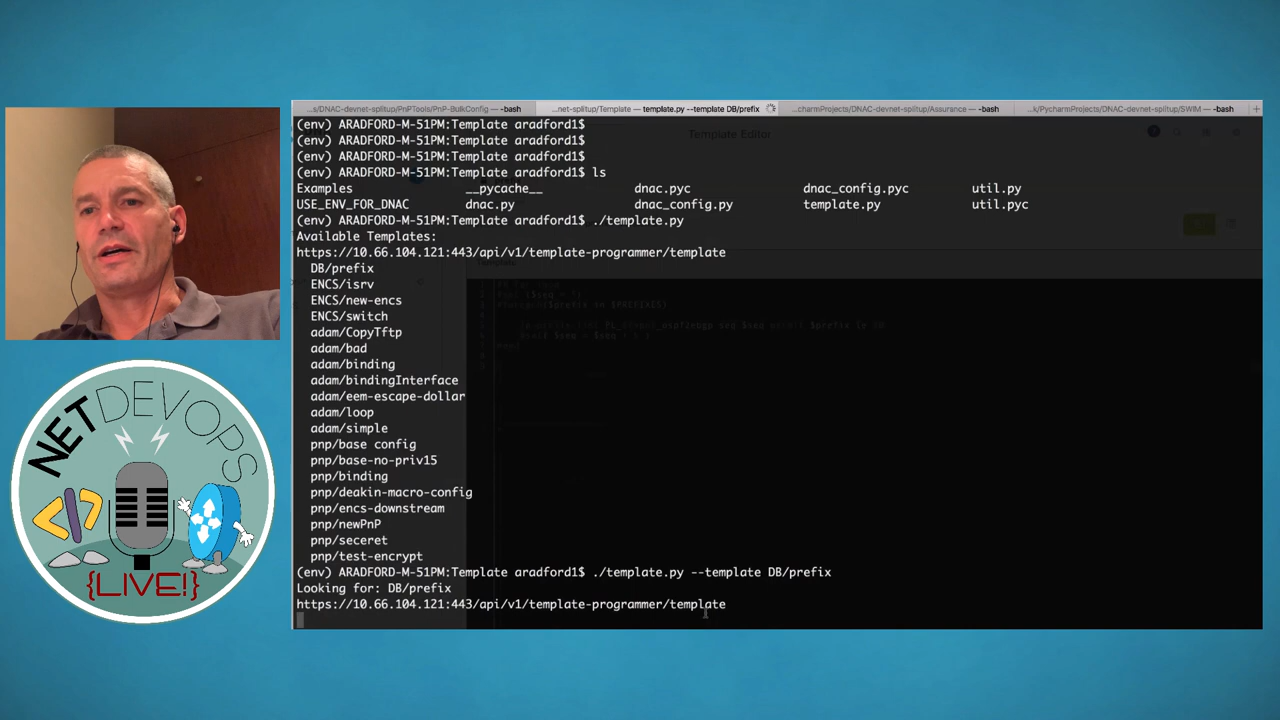 ...s/DNAC-devnet-splitup/PnPTools/PnP-BulkConfig — -bash
...net-splitup/Template — template.py --template DB/prefix
...charmProjects/DNAC-devnet-splitup/Assurance — -bash
...k/PycharmProjects/DNAC-devnet-splitup/SWIM — -bash
+
Template Editor
(env) ARADFORD-M-51PM:Template aradford1$
(env) ARADFORD-M-51PM:Template aradford1$
(env) ARADFORD-M-51PM:Template aradford1$
(env) ARADFORD-M-51PM:Template aradford1$ ls
Examples __pycache__ dnac.pyc dnac_config.pyc util.py
USE_ENV_FOR_DNAC dnac.py dnac_config.py template.py util.pyc
(env) ARADFORD-M-51PM:Template aradford1$ ./template.py
Available Templates:
https://10.66.104.121:443/api/v1/template-programmer/template
DB/prefix
ENCS/isrv
ENCS/new-encs
ENCS/switch
adam/CopyTftp
adam/bad
adam/binding
adam/bindingInterface
adam/eem-escape-dollar
adam/loop
adam/simple
pnp/base config
pnp/base-no-priv15
pnp/binding
pnp/deakin-macro-config
pnp/encs-downstream
pnp/newPnP
pnp/seceret
pnp/test-encrypt
(env) ARADFORD-M-51PM:Template aradford1$ ./template.py --template DB/prefix
Looking for: DB/prefix
https://10.66.104.121:443/api/v1/template-programmer/template
NETDEVOPS
</>
{LIVE!}